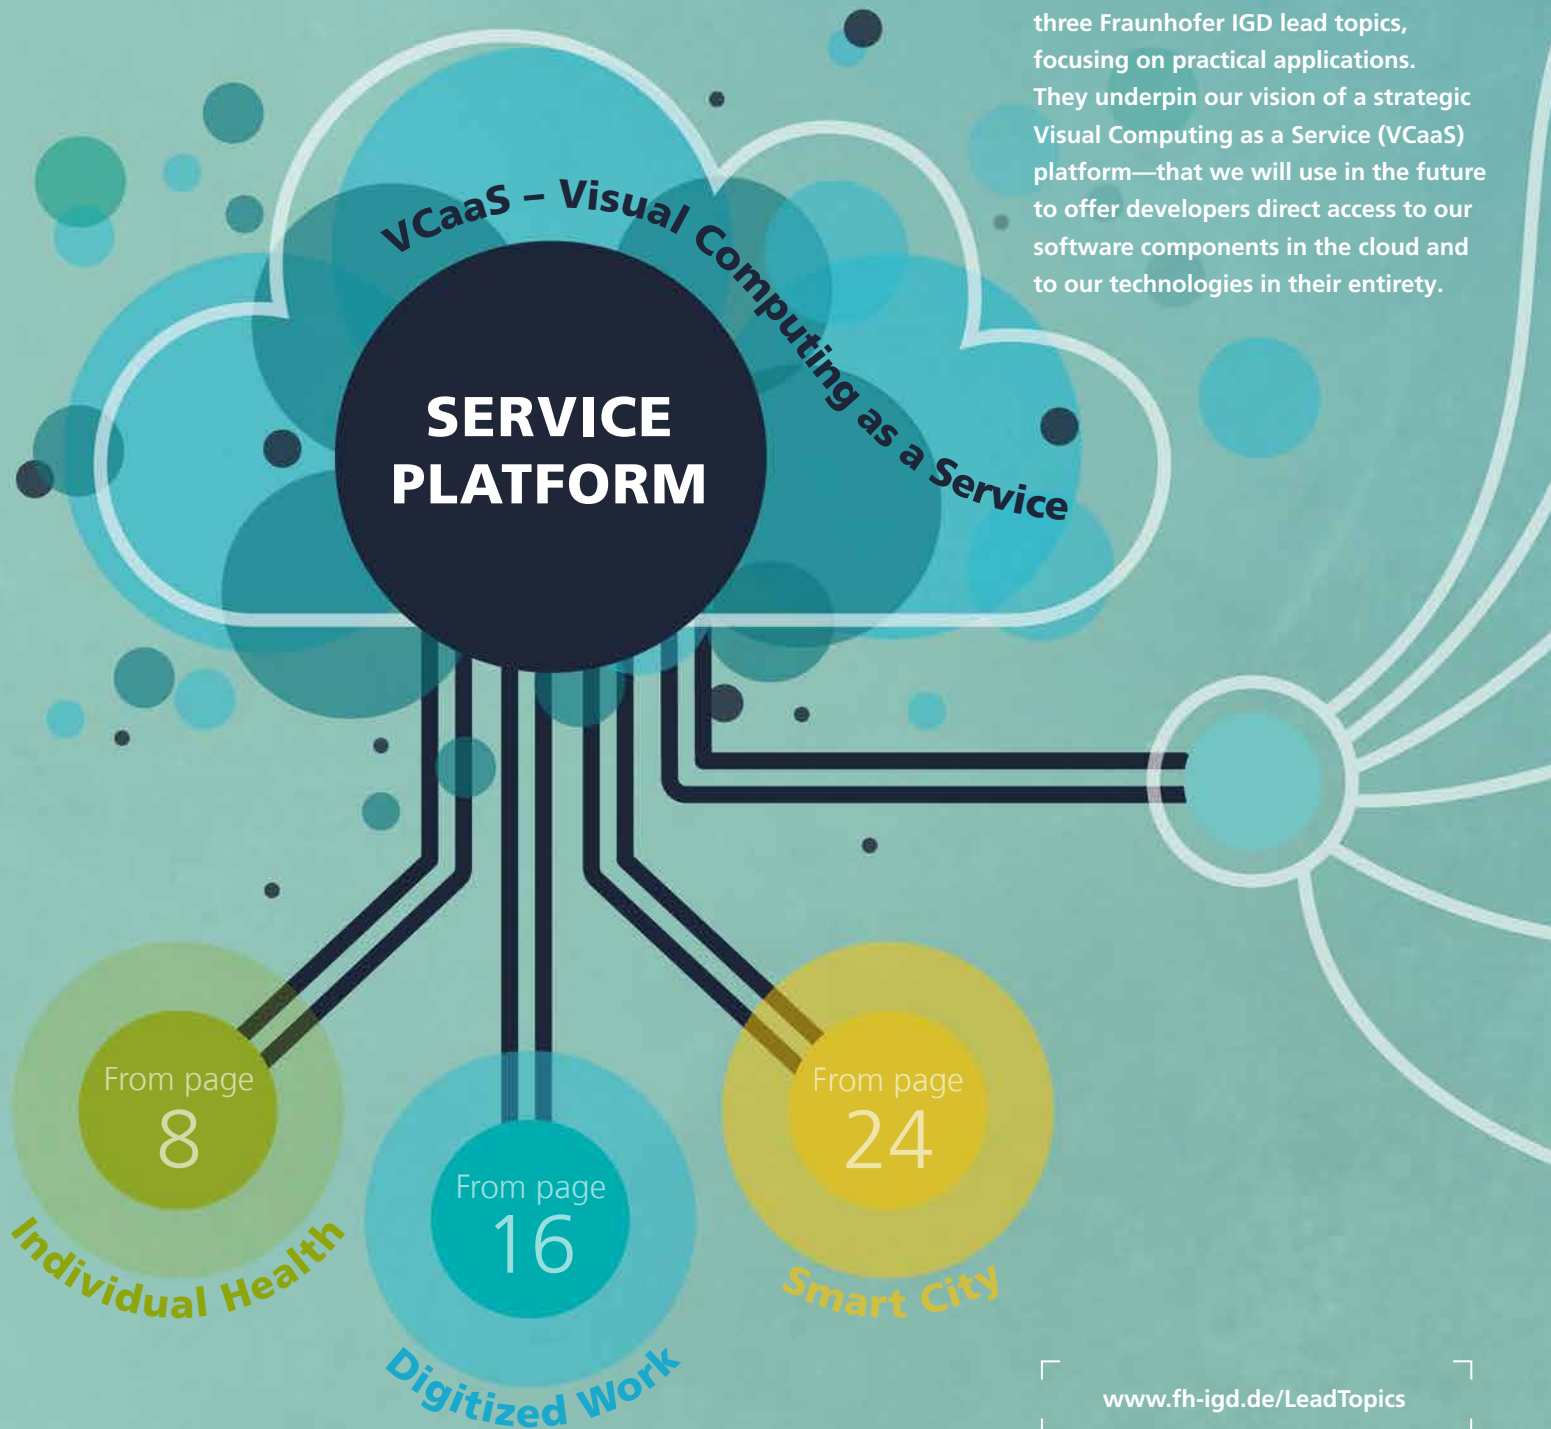 three Fraunhofer IGD lead topics,
focusing on practical applications.
They underpin our vision of a strategic
Visual Computing as a Service (VCaaS)
platform—that we will use in the future
to offer developers direct access to our
software components in the cloud and
to our technologies in their entirety.
VCaaS – Visual Computing as a Service
SERVICE
PLATFORM
From page
8
Individual Health
From page
16
Digitized Work
From page
24
Smart City
www.fh-igd.de/LeadTopics